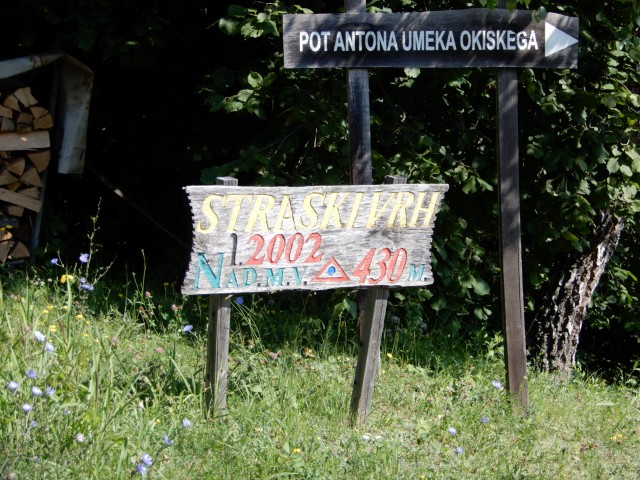 POT ANTONA UMEKA OKISKEGA
STRAŠKI VRH
l. 2002
NAD.M.V. 430 M